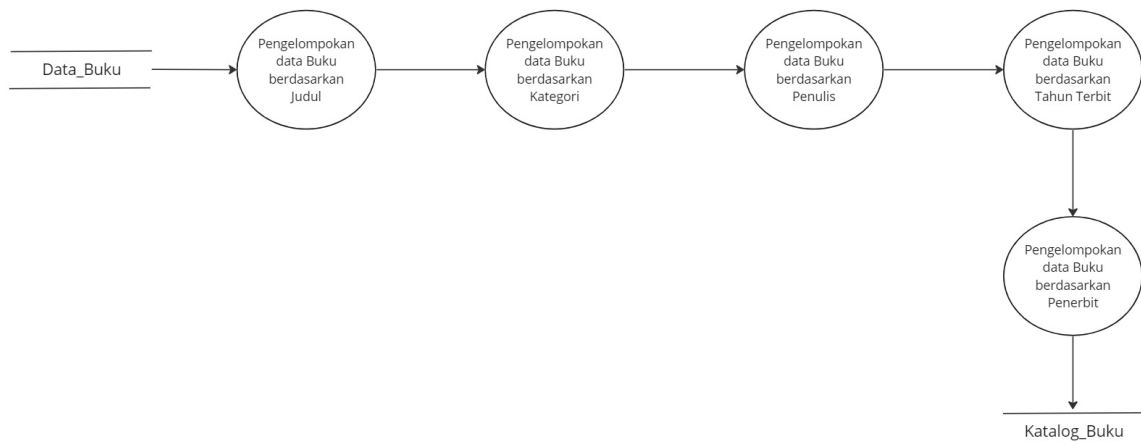 Data_Buku
Pengelompokan
data Buku
berdasarkan
Judul
Pengelompokan
data Buku
berdasarkan
Kategori
Pengelompokan
data Buku
berdasarkan
Penulis
Pengelompokan
data Buku
berdasarkan
Tahun Terbit
Pengelompokan
data Buku
berdasarkan
Penerbit
Katalog_Buku